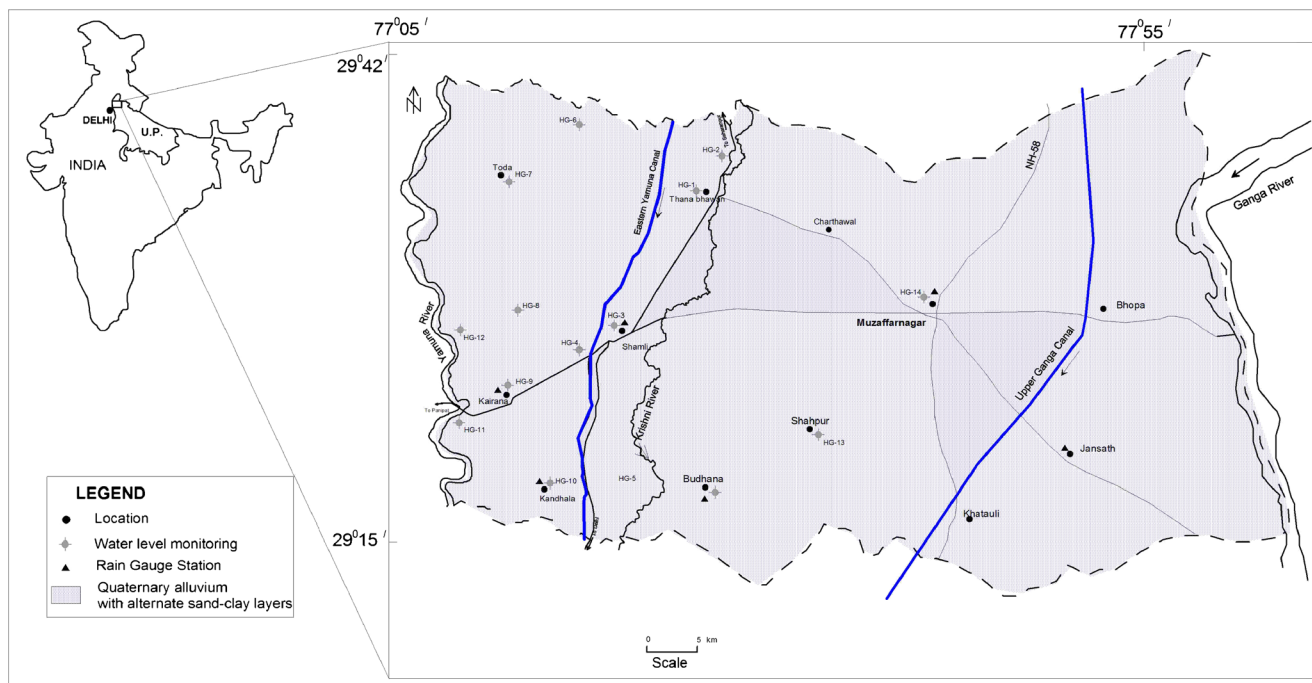 77⁰05′
77⁰55′
29⁰42′
29⁰15′
DELHI
U.P.
INDIA
N
HG-6
HG-2
Toda
HG-7
HG-1
Thana bhawan
Eastern Yamuna Canal
Charthawal
NH-58
Ganga River
HG-8
HG-12
Yamuna River
HG-3
Shamli
HG-4
HG-14
Muzaffarnagar
Bhopa
Upper Ganga Canal
HG-9
Kairana
To Panipat
HG-11
Krishni River
Shahpur
HG-13
Jansath
HG-10
Kandhala
HG-5
Budhana
Khatauli
LEGEND
Location
Water level monitoring
Rain Gauge Station
Quaternary alluvium
with alternate sand-clay layers
0 5 km
Scale